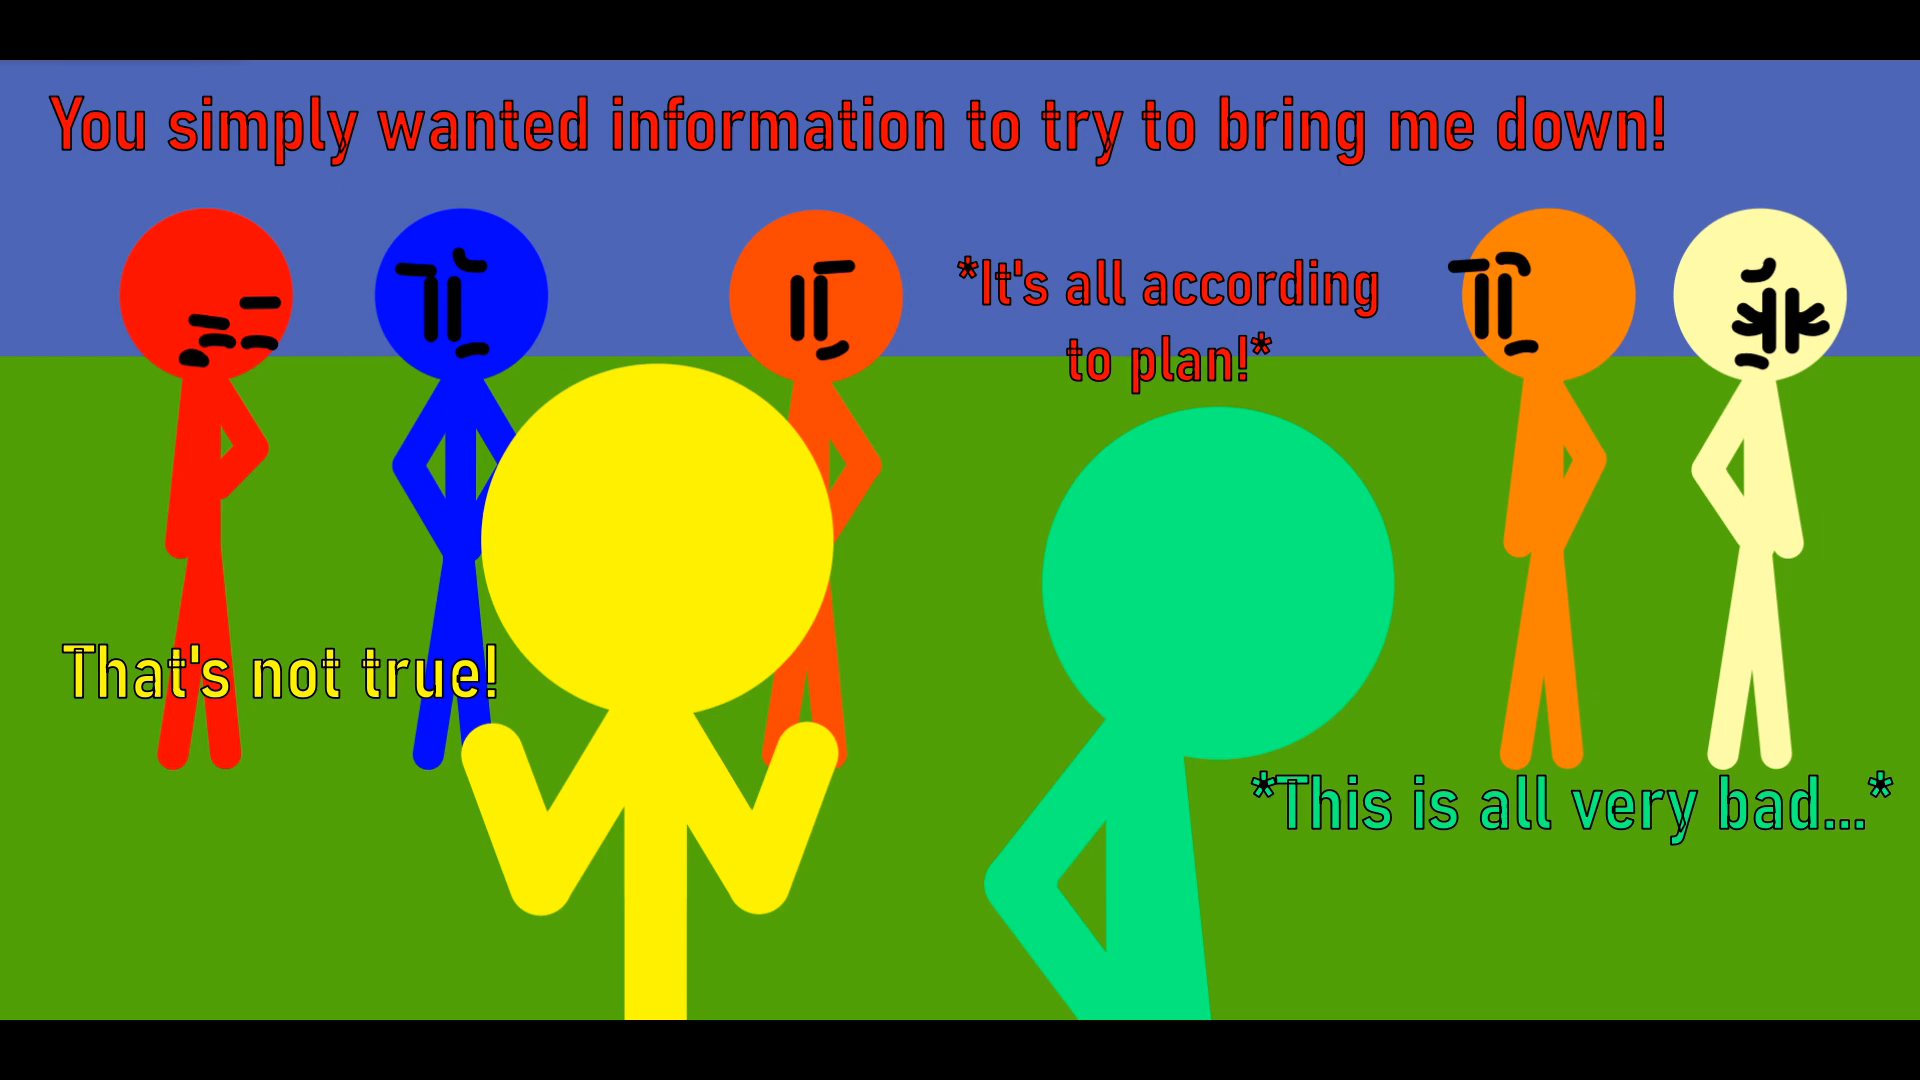 You simply wanted information to try to bring me down!
*It's all according
to plan!*
That's not true!
*This is all very bad...*